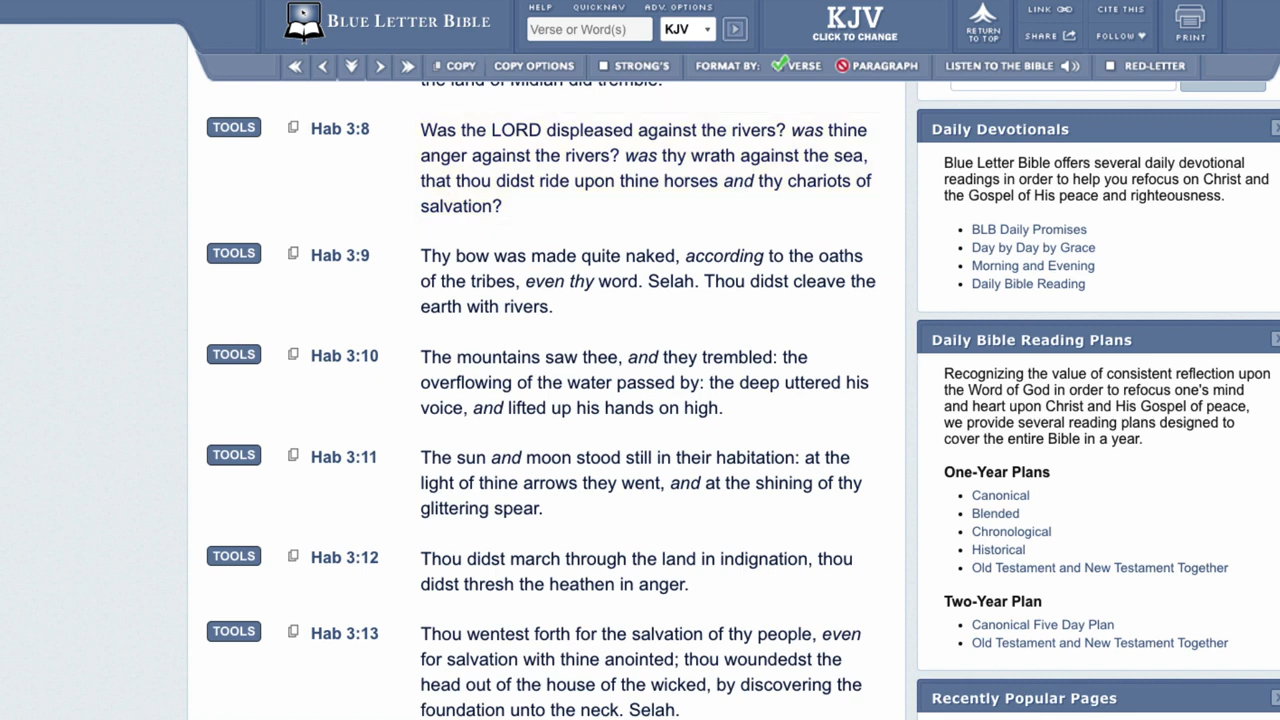 BLUE LETTER BIBLE
HELP QUICKNAV ADV. OPTIONS
Verse or Word(s) KJV
KJV
CLICK TO CHANGE
RETURN
TO TOP
LINK CITE THIS
SHARE FOLLOW
PRINT
COPY COPY OPTIONS STRONG'S FORMAT BY: VERSE PARAGRAPH LISTEN TO THE BIBLE RED-LETTER
the land of Midian did tremble.
TOOLS Hab 3:8 Was the LORD displeased against the rivers? was thine
anger against the rivers? was thy wrath against the sea,
that thou didst ride upon thine horses and thy chariots of
salvation?
TOOLS Hab 3:9 Thy bow was made quite naked, according to the oaths
of the tribes, even thy word. Selah. Thou didst cleave the
earth with rivers.
TOOLS Hab 3:10 The mountains saw thee, and they trembled: the
overflowing of the water passed by: the deep uttered his
voice, and lifted up his hands on high.
TOOLS Hab 3:11 The sun and moon stood still in their habitation: at the
light of thine arrows they went, and at the shining of thy
glittering spear.
TOOLS Hab 3:12 Thou didst march through the land in indignation, thou
didst thresh the heathen in anger.
TOOLS Hab 3:13 Thou wentest forth for the salvation of thy people, even
for salvation with thine anointed; thou woundedst the
head out of the house of the wicked, by discovering the
foundation unto the neck. Selah.
Daily Devotionals
Blue Letter Bible offers several daily devotional
readings in order to help you refocus on Christ and
the Gospel of His peace and righteousness.
BLB Daily Promises
Day by Day by Grace
Morning and Evening
Daily Bible Reading
Daily Bible Reading Plans
Recognizing the value of consistent reflection upon
the Word of God in order to refocus one's mind
and heart upon Christ and His Gospel of peace,
we provide several reading plans designed to
cover the entire Bible in a year.
One-Year Plans
Canonical
Blended
Chronological
Historical
Old Testament and New Testament Together
Two-Year Plan
Canonical Five Day Plan
Old Testament and New Testament Together
Recently Popular Pages